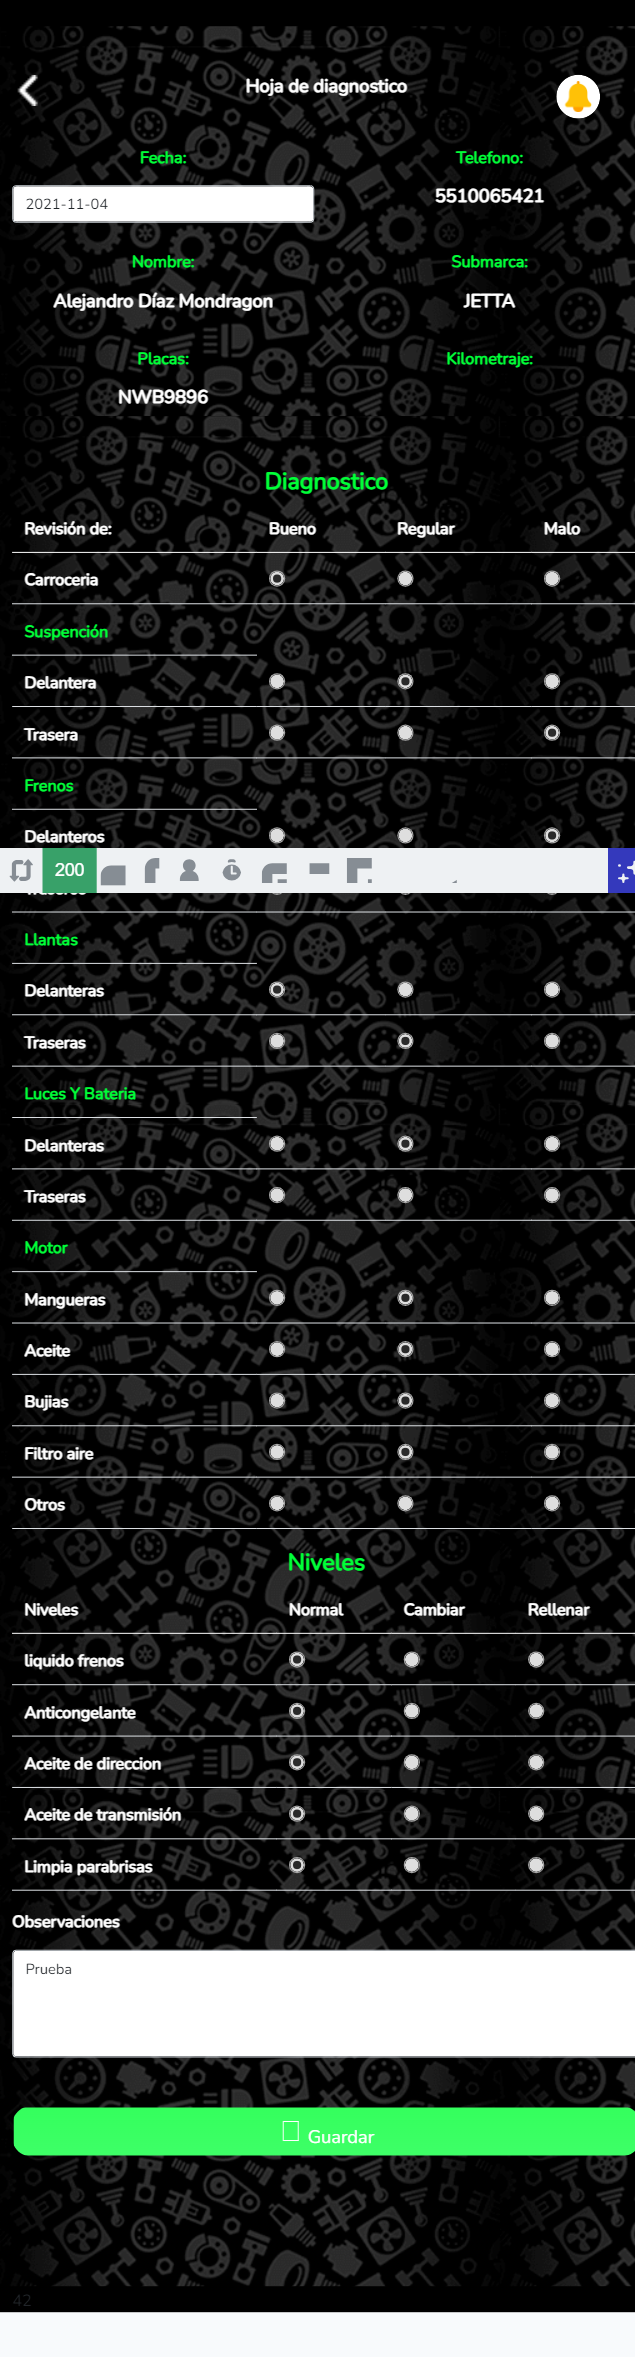 Hoja de diagnostico
Fecha:
Telefono:
2021-11-04
5510065421
Nombre:
Submarca:
Alejandro Díaz Mondragon
JETTA
Placas:
Kilometraje:
NWB9896
Diagnostico
Revisión de: Bueno Regular Malo
Carroceria
Suspención
Delantera
Trasera
Frenos
Delanteros
200
Llantas
Delanteras
Traseras
Luces Y Bateria
Delanteras
Traseras
Motor
Mangueras
Aceite
Bujias
Filtro aire
Otros
Niveles
Niveles Normal Cambiar Rellenar
liquido frenos
Anticongelante
Aceite de direccion
Aceite de transmisión
Limpia parabrisas
Observaciones
Prueba
Guardar
42